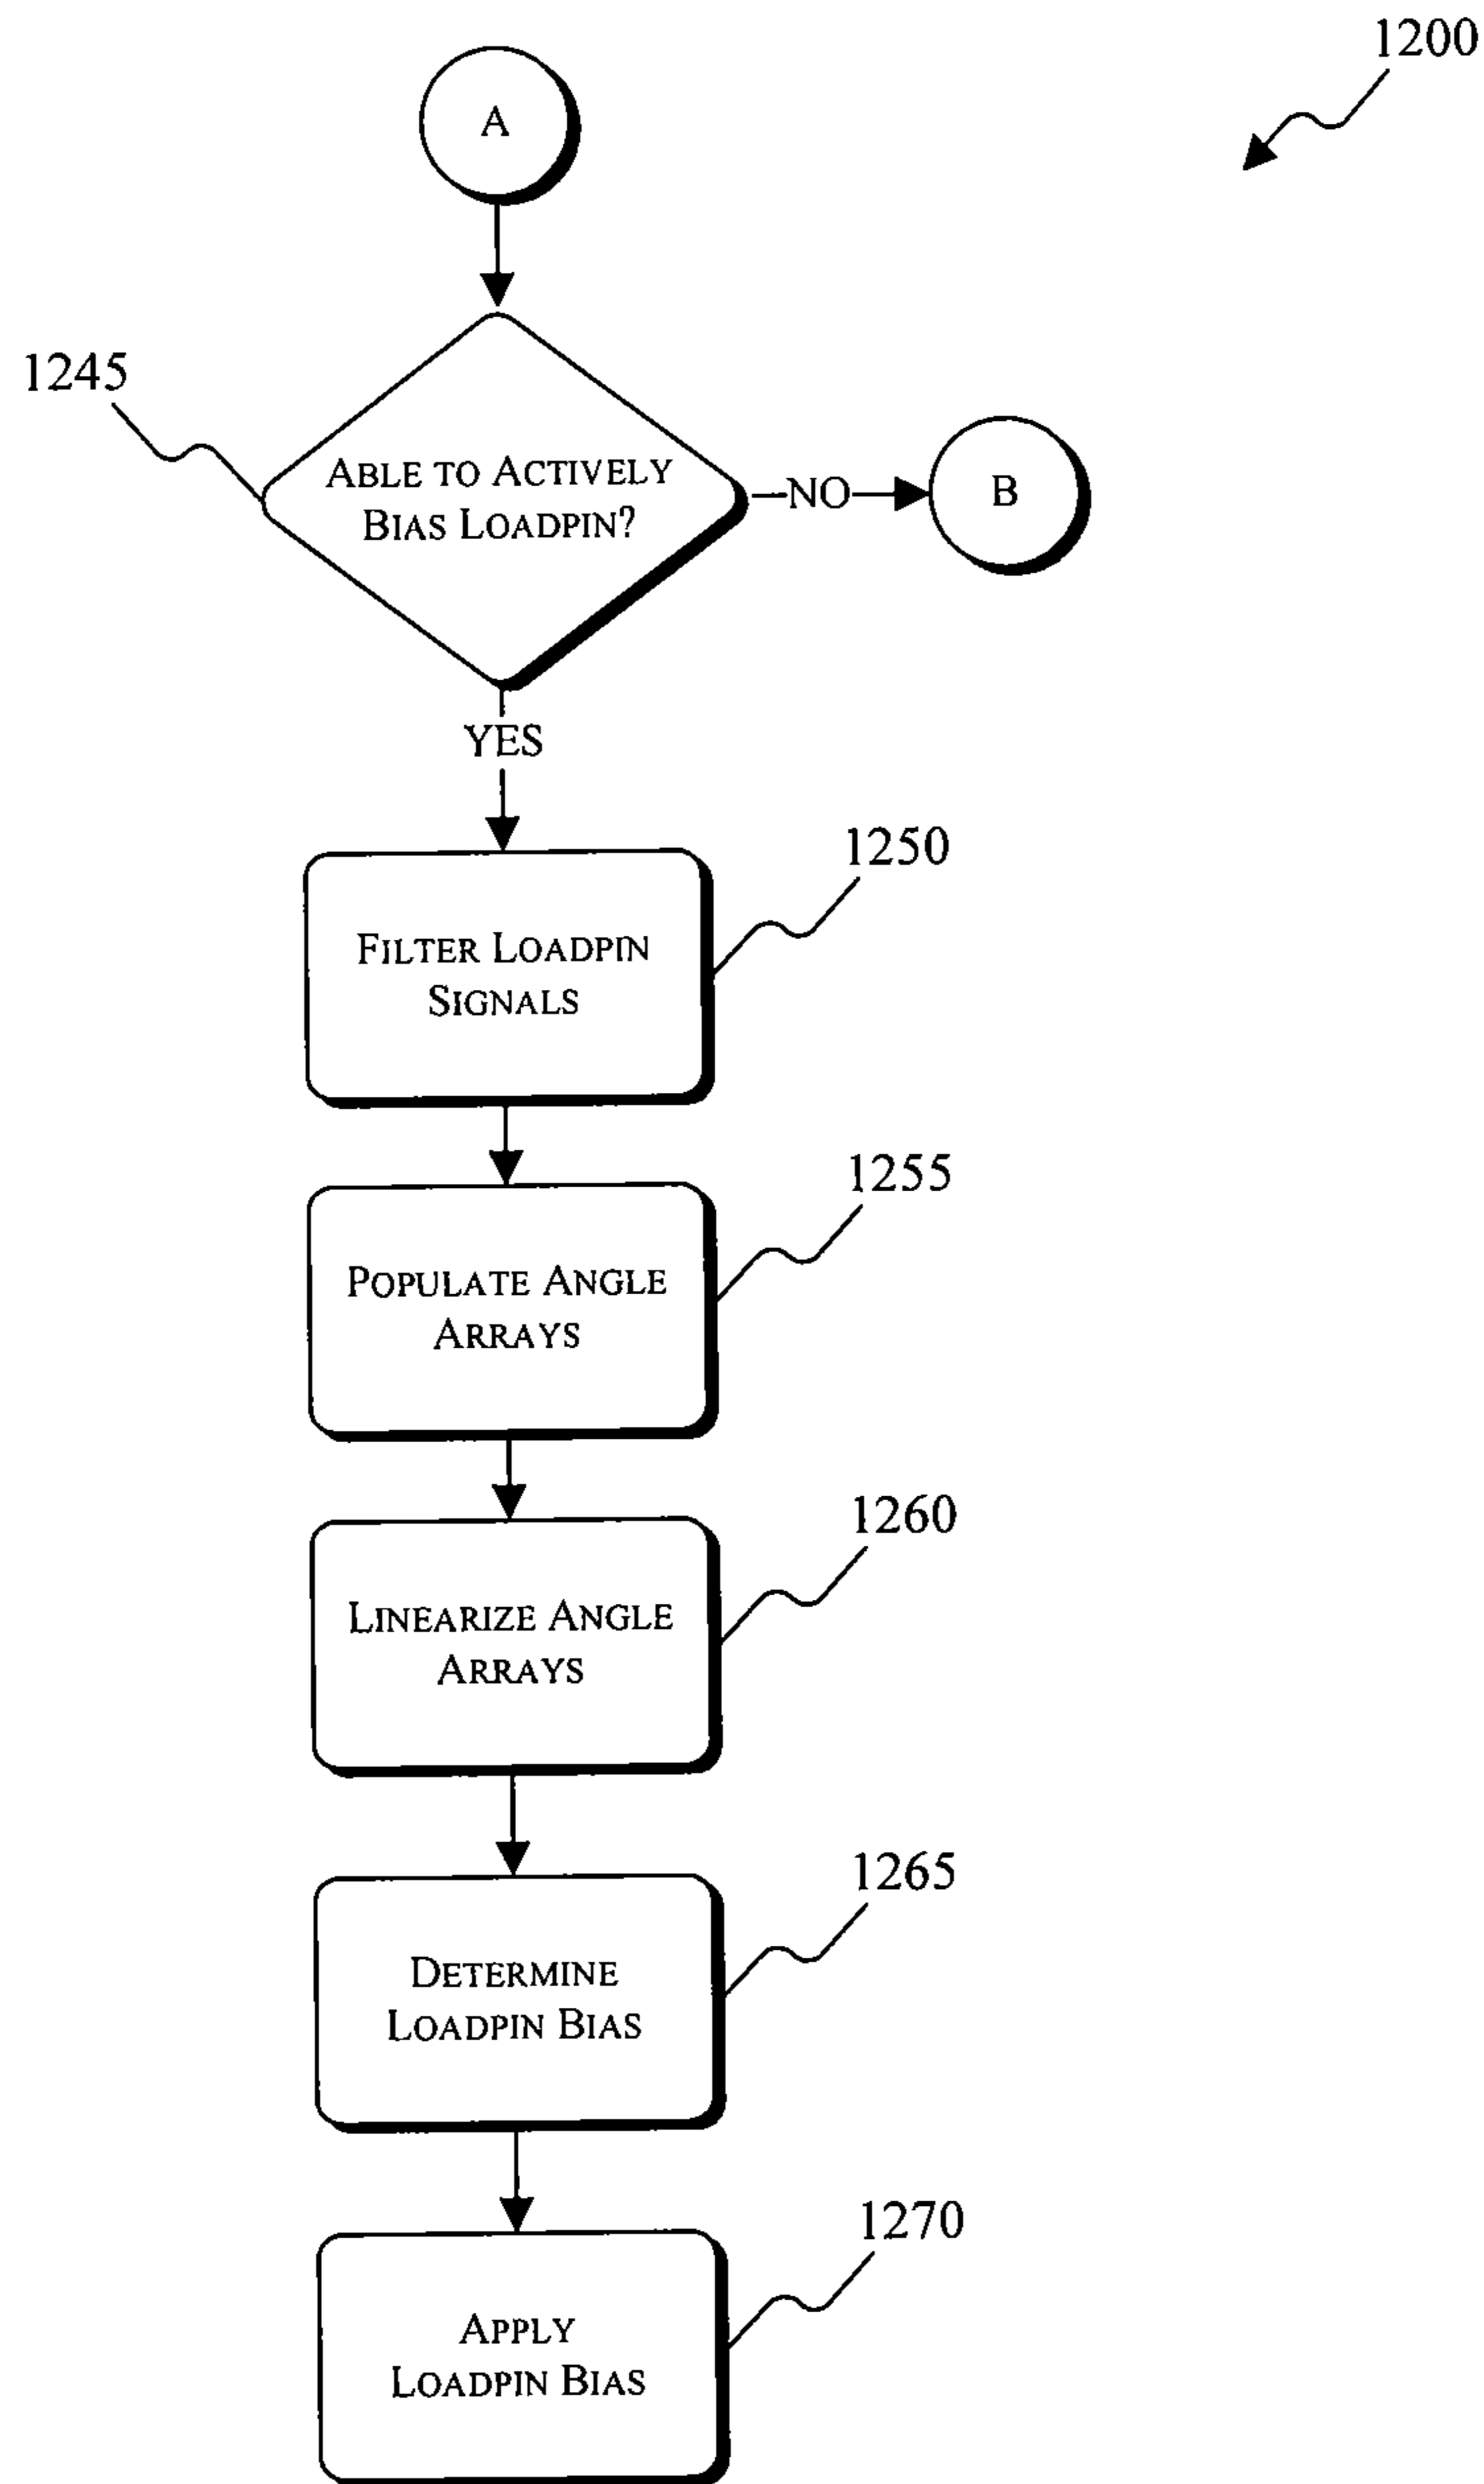 1200
A
1245
ABLE TO ACTIVELY
BIAS LOADPIN?
NO
B
YES
1250
FILTER LOADPIN
SIGNALS
1255
POPULATE ANGLE
ARRAYS
1260
LINEARIZE ANGLE
ARRAYS
1265
DETERMINE
LOADPIN BIAS
1270
APPLY
LOADPIN BIAS